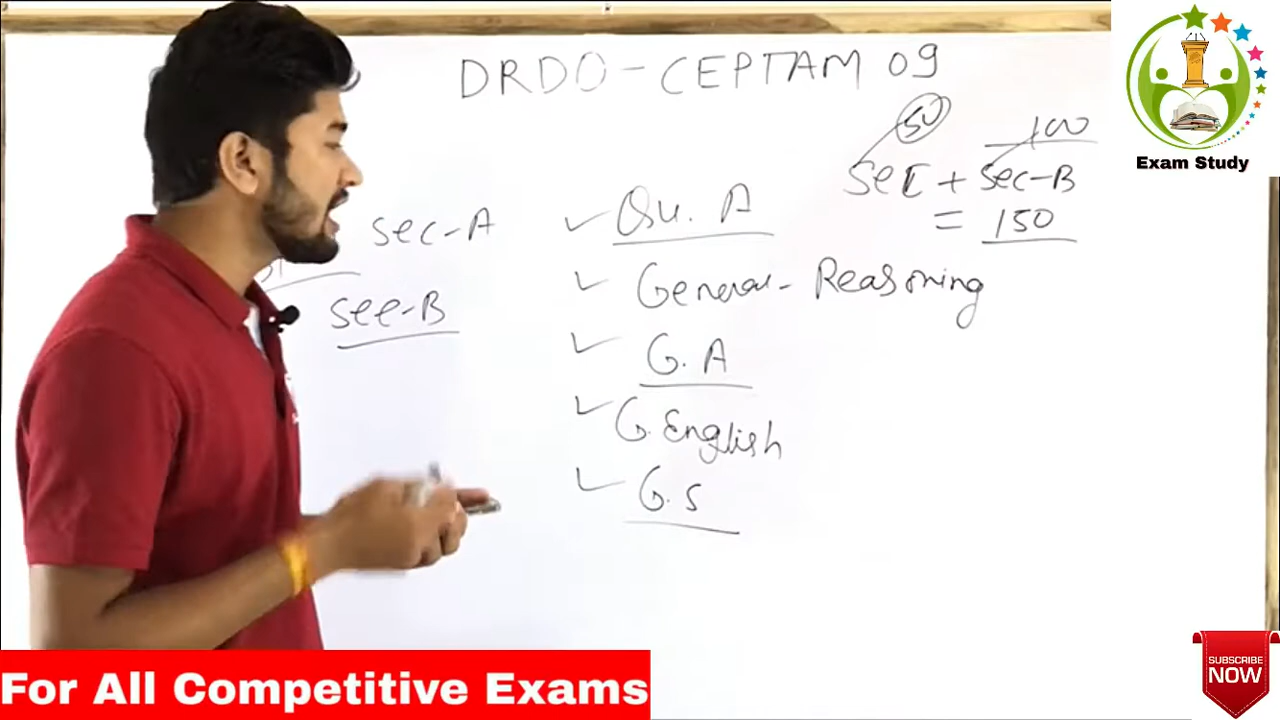 DRDO - CEPTAM 09
50
100
sec + sec-B
= 150
Exam Study
sec-A
see-B
Qu. A
General - Reasoning
G. A
G. English
G. S
For All Competitive Exams
SUBSCRIBE
NOW